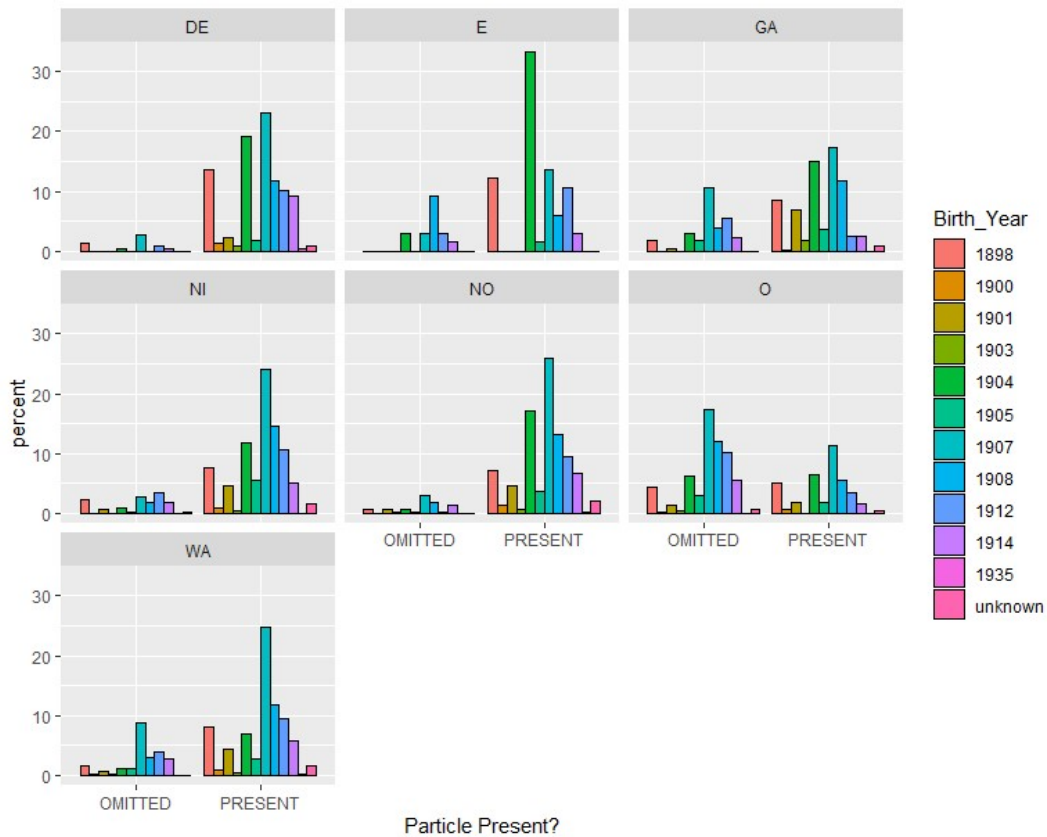 DE E GA
30
20
10
0
NI NO O
30
20
10
0
OMITTED PRESENT OMITTED PRESENT
WA
30
20
10
0
OMITTED PRESENT
percent
Particle Present?
Birth_Year
1898
1900
1901
1903
1904
1905
1907
1908
1912
1914
1935
unknown